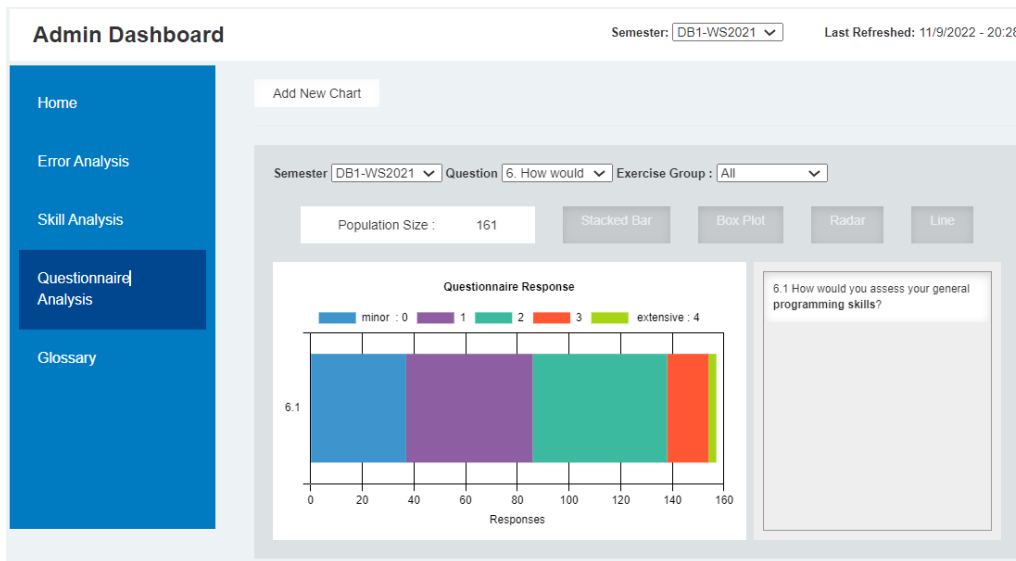 Admin Dashboard
Semester: DB1-WS2021
Last Refreshed: 11/9/2022 - 20:28
Home
Error Analysis
Skill Analysis
Questionnaire
Analysis
Glossary
Add New Chart
Semester DB1-WS2021 Question 6. How would Exercise Group : All
Population Size : 161
Stacked Bar
Box Plot
Radar
Line
Questionnaire Response
minor : 0 1 2 3 extensive : 4
6.1
0 20 40 60 80 100 120 140 160
Responses
6.1 How would you assess your general
programming skills?